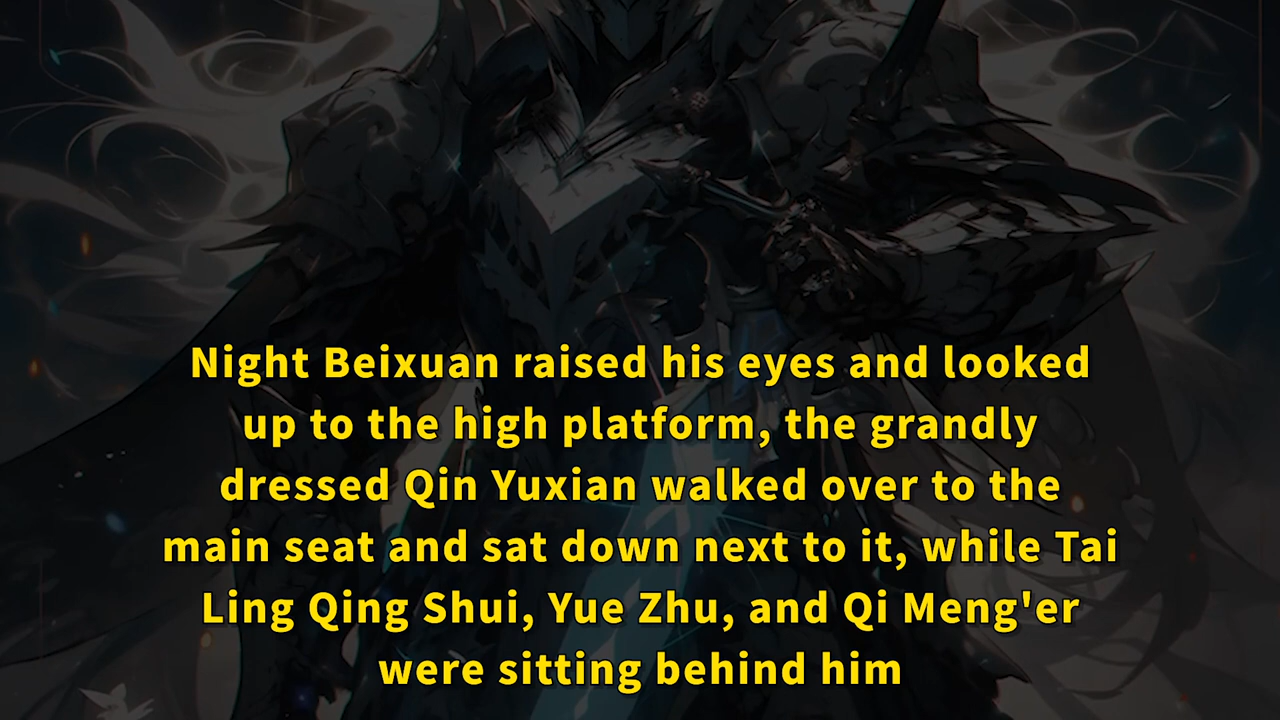 Night Beixuan raised his eyes and looked
up to the high platform, the grandly
dressed Qin Yuxian walked over to the
main seat and sat down next to it, while Tai
Ling Qing Shui, Yue Zhu, and Qi Meng'er
were sitting behind him